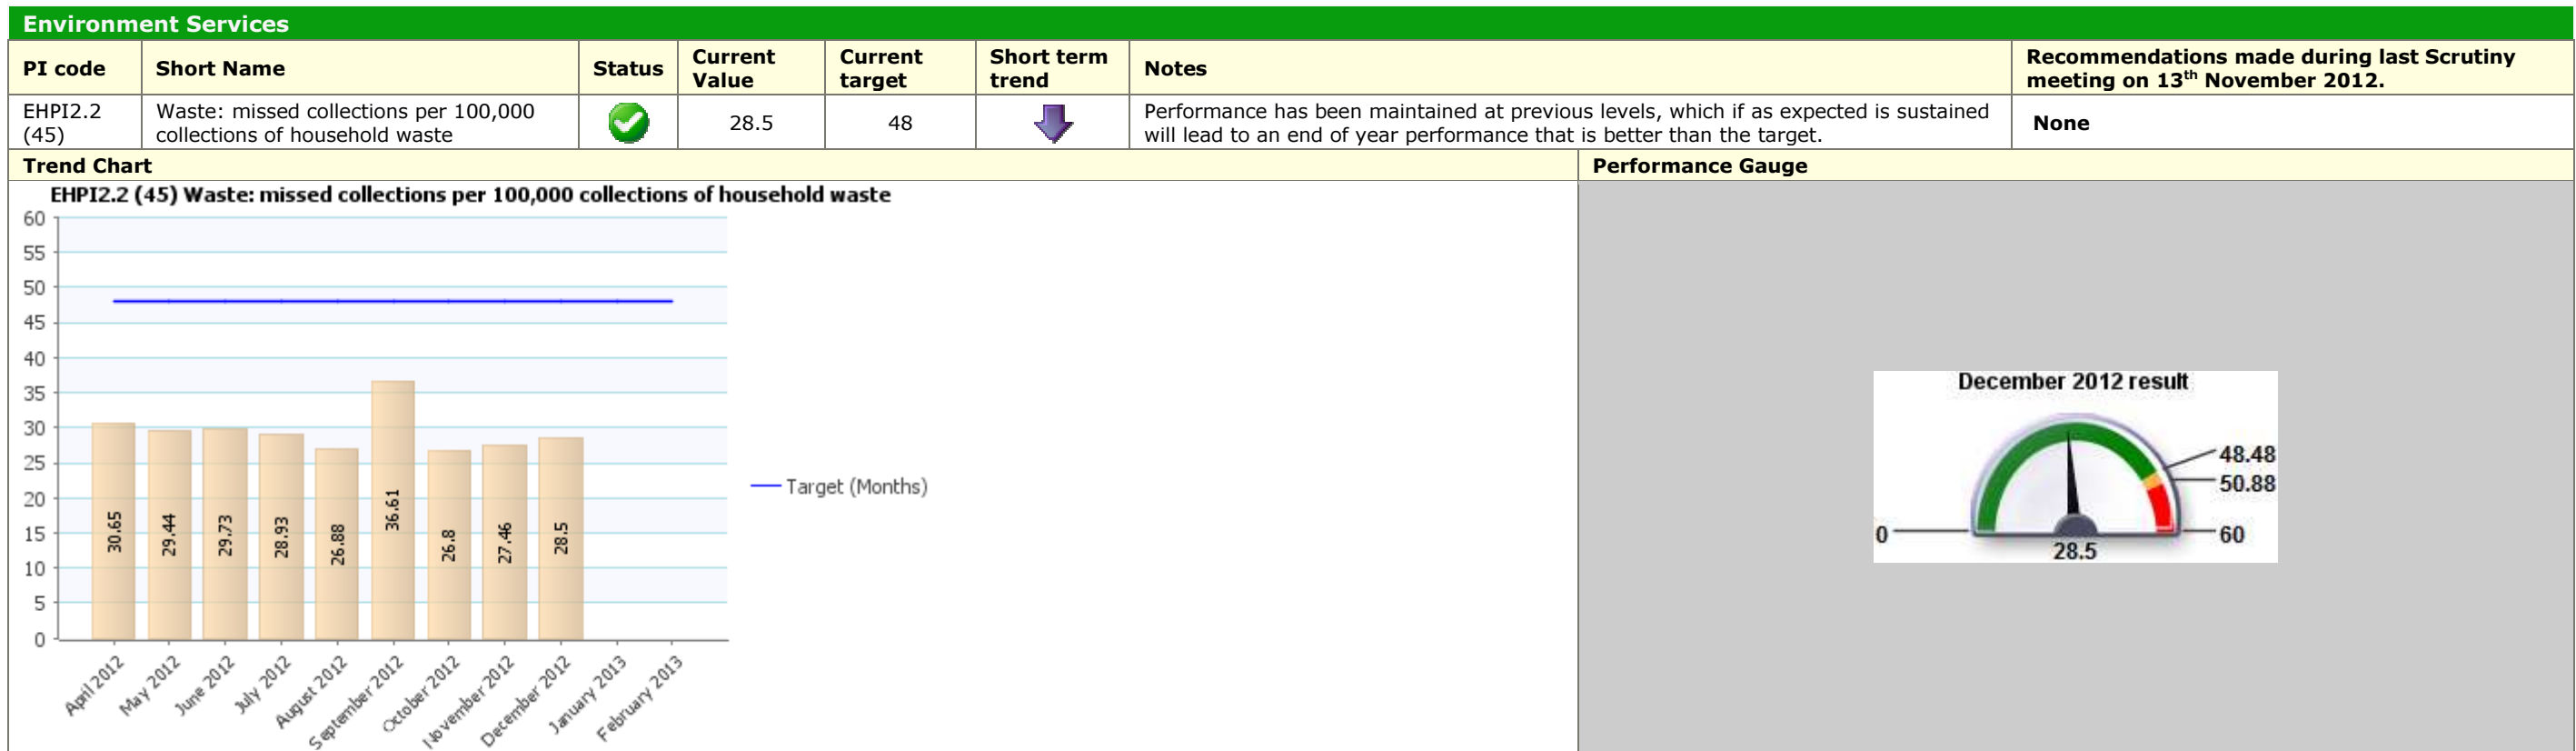 Environment Services
PI code
Short Name
Status
Current
Value
Current
target
Short term
trend
Notes
Recommendations made during last Scrutiny
meeting on 13th November 2012.
EHPI2.2
(45)
Waste: missed collections per 100,000
collections of household waste
28.5
48
Performance has been maintained at previous levels, which if as expected is sustained
will lead to an end of year performance that is better than the target.
None
Trend Chart
Performance Gauge
EHPI2.2 (45) Waste: missed collections per 100,000 collections of household waste
60
55
50
45
40
35
30
25
20
15
10
5
0
30.65
29.44
29.73
28.93
26.88
36.61
26.8
27.46
28.5
April 2012
May 2012
June 2012
July 2012
August 2012
September 2012
October 2012
November 2012
December 2012
January 2013
February 2013
Target (Months)
December 2012 result
48.48
50.88
0
60
28.5